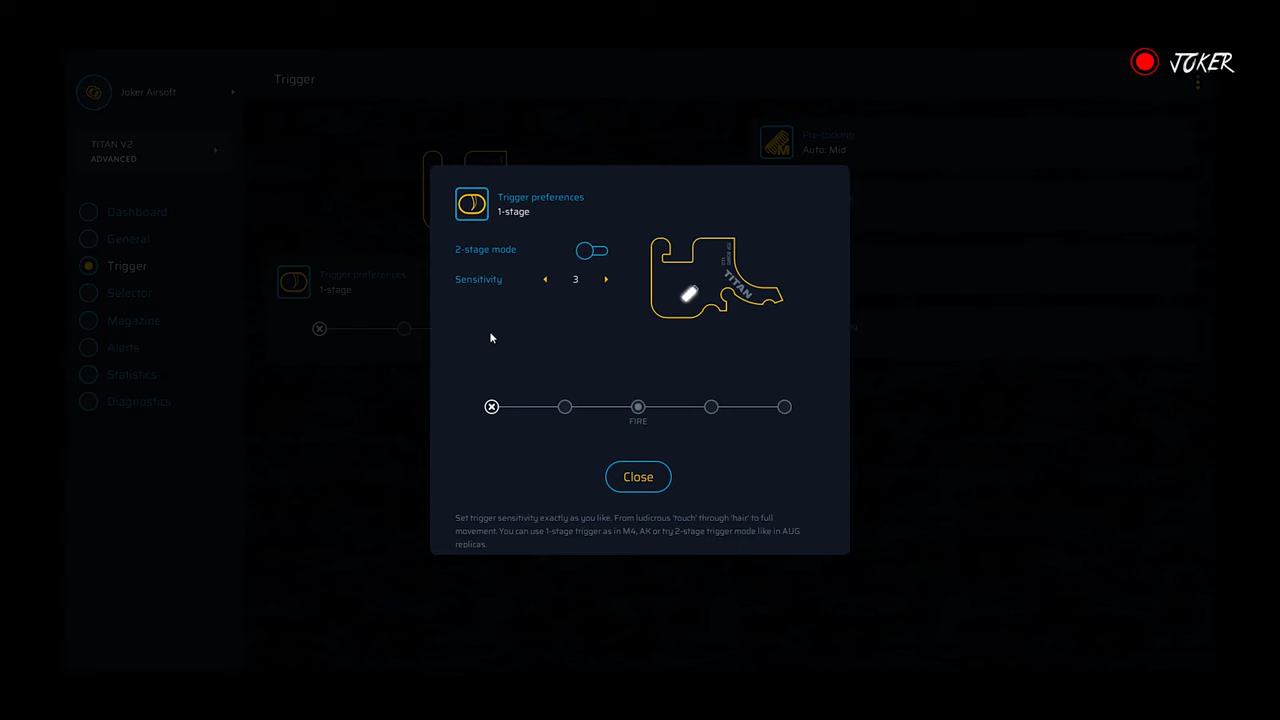 JOKER
Joker Airsoft
Trigger
TITAN V2
ADVANCED
Pre-cocking
Auto: Mid
Dashboard
General
Trigger
Selector
Magazine
Alerts
Statistics
Diagnostics
Trigger preferences
1-stage
Trigger preferences
1-stage
2-stage mode
Sensitivity
3
TITAN
FIRE
Close
Set trigger sensitivity exactly as you like. From ludicrous 'touch' through 'hair' to full
movement. You can use 1-stage trigger as in M4, AK or try 2-stage trigger mode like in AUG
replicas.